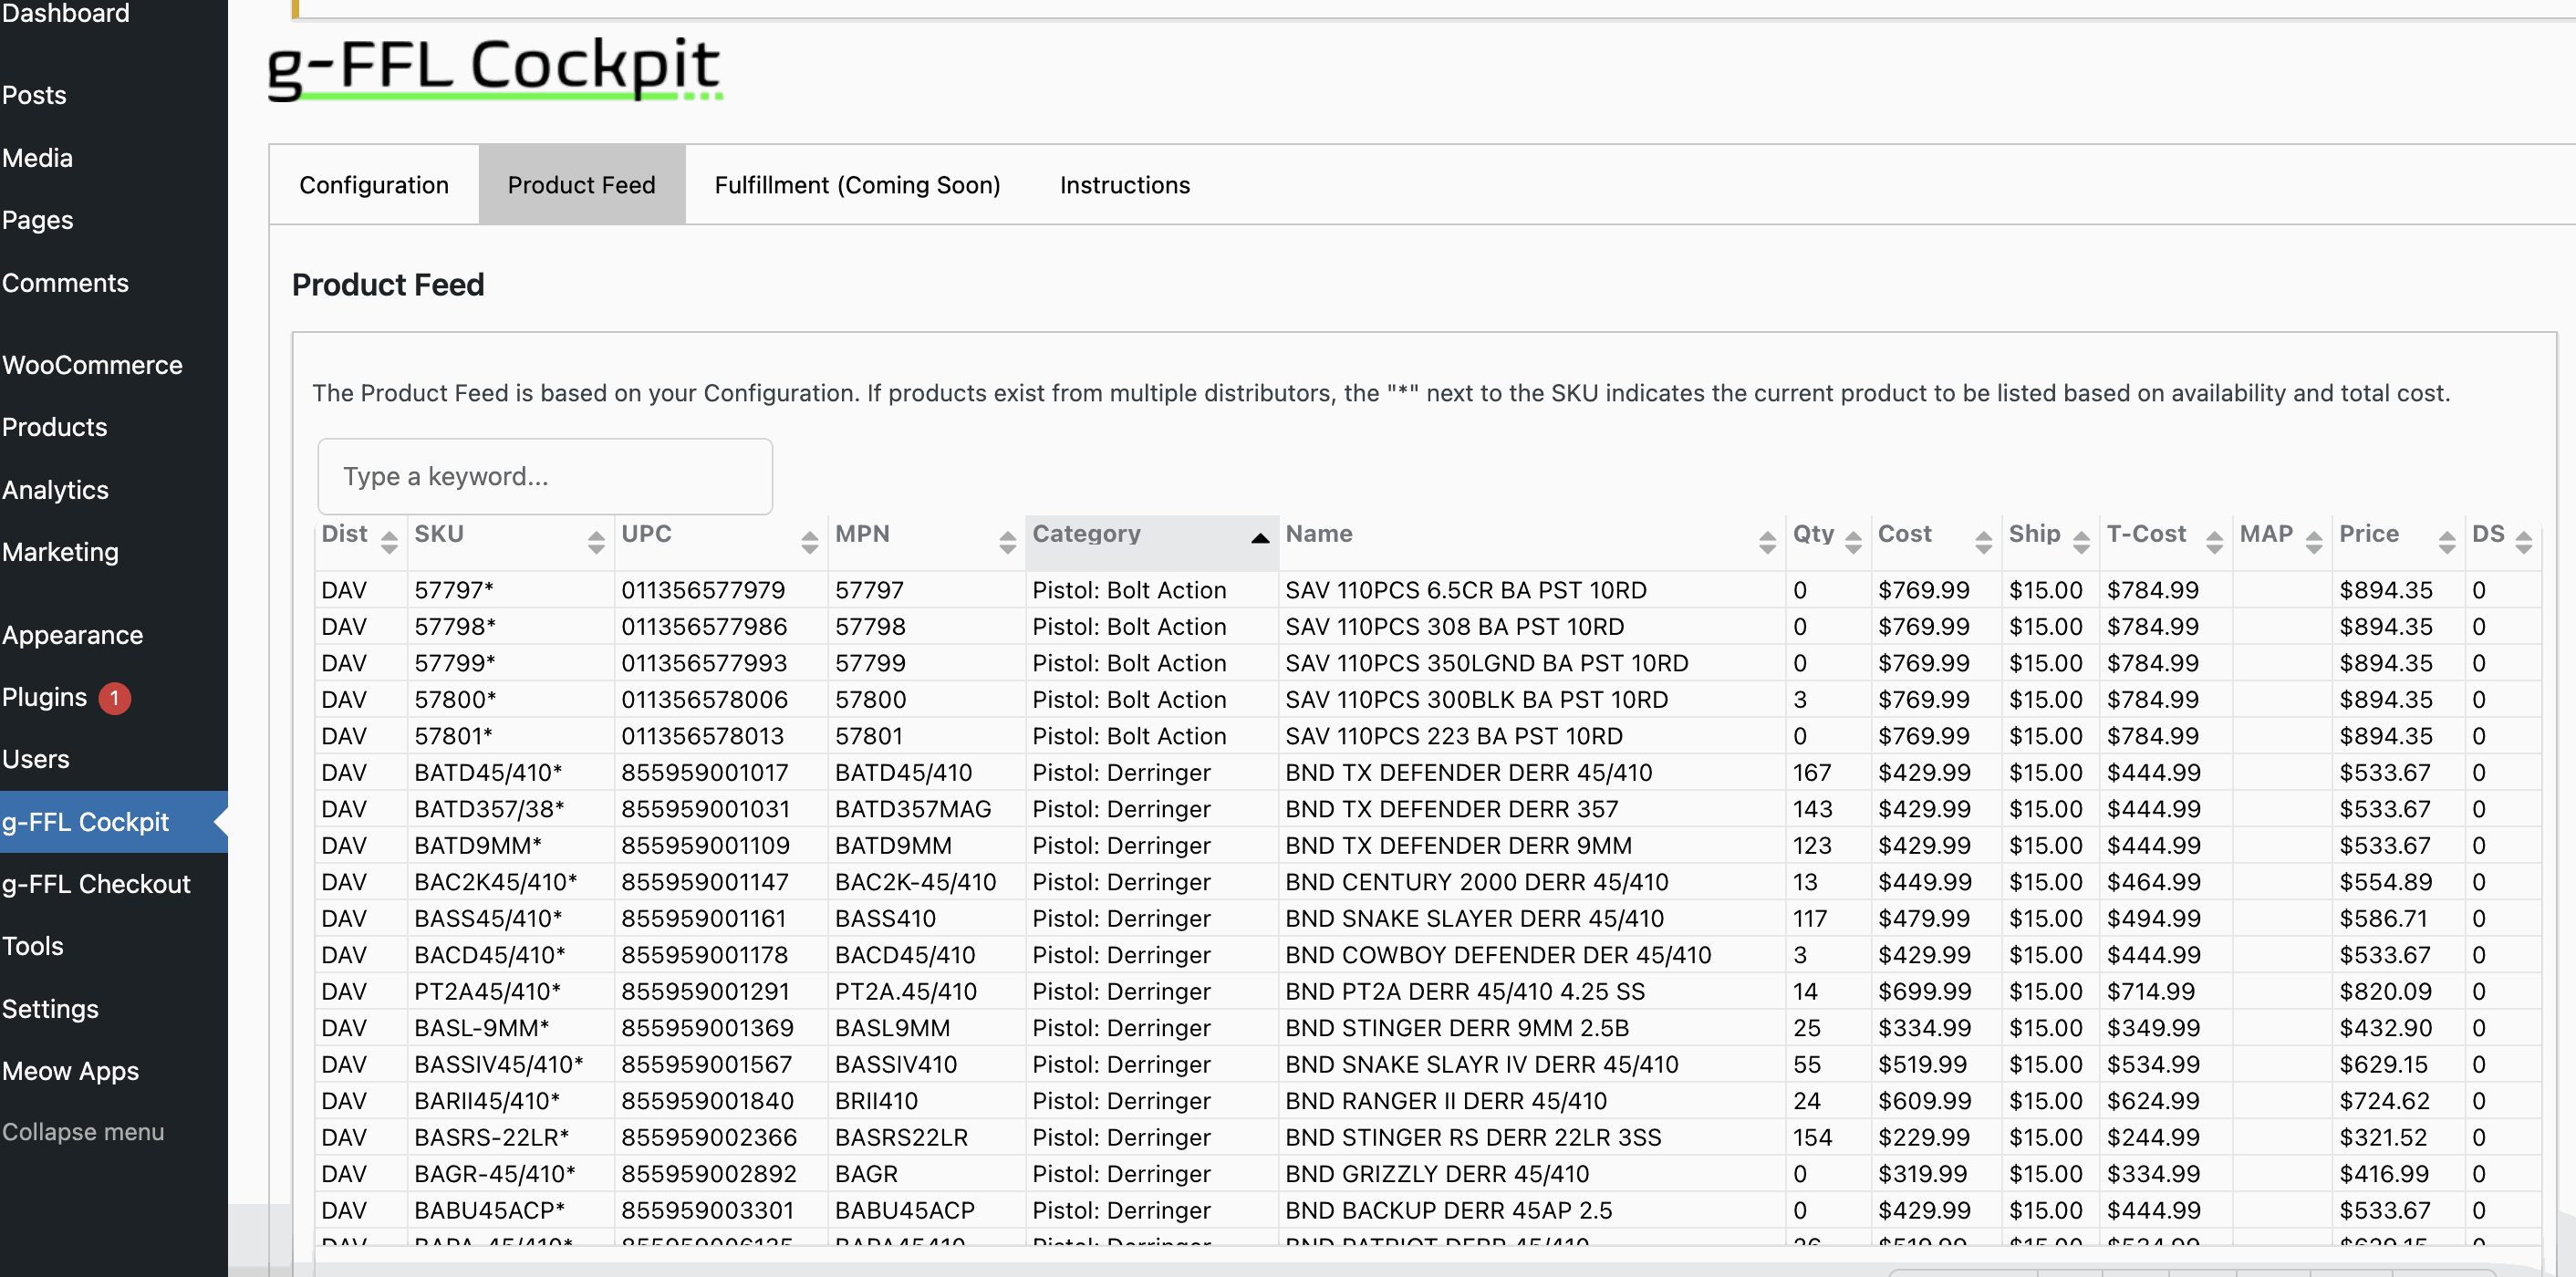 Dashboard
Posts
Media
Pages
Comments
WooCommerce
Products
Analytics
Marketing
Appearance
Plugins 1
Users
g-FFL Cockpit
g-FFL Checkout
Tools
Settings
Meow Apps
Collapse menu
g-FFL Cockpit
Configuration Product Feed Fulfillment (Coming Soon) Instructions
Product Feed
The Product Feed is based on your Configuration. If products exist from multiple distributors, the "*" next to the SKU indicates the current product to be listed based on availability and total cost.
Type a keyword...
Dist SKU UPC MPN Category Name Qty Cost Ship T-Cost MAP Price DS
DAV 57797* 011356577979 57797 Pistol: Bolt Action SAV 110PCS 6.5CR BA PST 10RD 0 $769.99 $15.00 $784.99 $894.35 0
DAV 57798* 011356577986 57798 Pistol: Bolt Action SAV 110PCS 308 BA PST 10RD 0 $769.99 $15.00 $784.99 $894.35 0
DAV 57799* 011356577993 57799 Pistol: Bolt Action SAV 110PCS 350LGND BA PST 10RD 0 $769.99 $15.00 $784.99 $894.35 0
DAV 57800* 011356578006 57800 Pistol: Bolt Action SAV 110PCS 300BLK BA PST 10RD 3 $769.99 $15.00 $784.99 $894.35 0
DAV 57801* 011356578013 57801 Pistol: Bolt Action SAV 110PCS 223 BA PST 10RD 0 $769.99 $15.00 $784.99 $894.35 0
DAV BATD45/410* 855959001017 BATD45/410 Pistol: Derringer BND TX DEFENDER DERR 45/410 167 $429.99 $15.00 $444.99 $533.67 0
DAV BATD357/38* 855959001031 BATD357MAG Pistol: Derringer BND TX DEFENDER DERR 357 143 $429.99 $15.00 $444.99 $533.67 0
DAV BATD9MM* 855959001109 BATD9MM Pistol: Derringer BND TX DEFENDER DERR 9MM 123 $429.99 $15.00 $444.99 $533.67 0
DAV BAC2K45/410* 855959001147 BAC2K-45/410 Pistol: Derringer BND CENTURY 2000 DERR 45/410 13 $449.99 $15.00 $464.99 $554.89 0
DAV BASS45/410* 855959001161 BASS410 Pistol: Derringer BND SNAKE SLAYER DERR 45/410 117 $479.99 $15.00 $494.99 $586.71 0
DAV BACD45/410* 855959001178 BACD45/410 Pistol: Derringer BND COWBOY DEFENDER DER 45/410 3 $429.99 $15.00 $444.99 $533.67 0
DAV PT2A45/410* 855959001291 PT2A.45/410 Pistol: Derringer BND PT2A DERR 45/410 4.25 SS 14 $699.99 $15.00 $714.99 $820.09 0
DAV BASL-9MM* 855959001369 BASL9MM Pistol: Derringer BND STINGER DERR 9MM 2.5B 25 $334.99 $15.00 $349.99 $432.90 0
DAV BASSIV45/410* 855959001567 BASSIV410 Pistol: Derringer BND SNAKE SLAYR IV DERR 45/410 55 $519.99 $15.00 $534.99 $629.15 0
DAV BARII45/410* 855959001840 BRII410 Pistol: Derringer BND RANGER II DERR 45/410 24 $609.99 $15.00 $624.99 $724.62 0
DAV BASRS-22LR* 855959002366 BASRS22LR Pistol: Derringer BND STINGER RS DERR 22LR 3SS 154 $229.99 $15.00 $244.99 $321.52 0
DAV BAGR-45/410* 855959002892 BAGR Pistol: Derringer BND GRIZZLY DERR 45/410 0 $319.99 $15.00 $334.99 $416.99 0
DAV BABU45ACP* 855959003301 BABU45ACP Pistol: Derringer BND BACKUP DERR 45AP 2.5 0 $429.99 $15.00 $444.99 $533.67 0